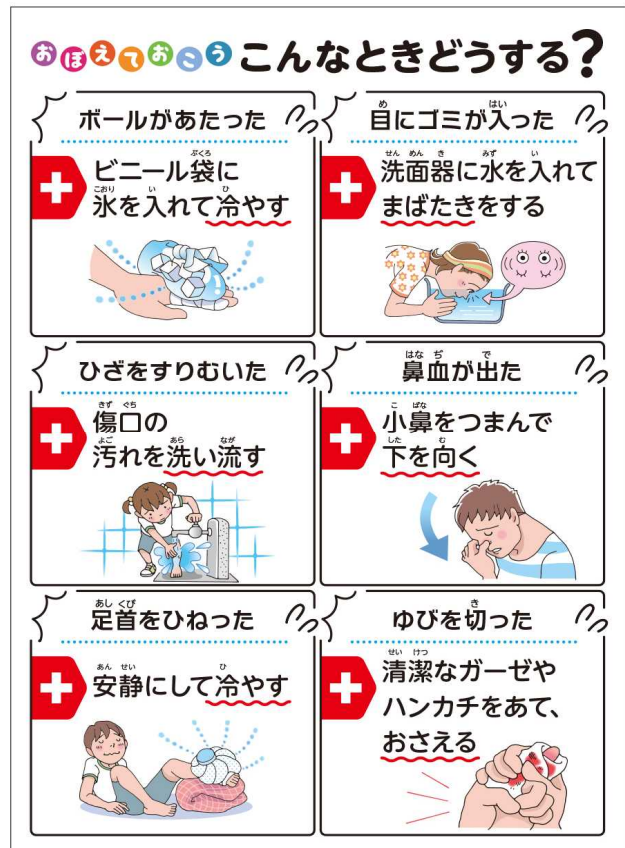 おぼえておこう こんなときどうする?
ボールがあたった
ビニール袋に
氷を入れて冷やす
目にゴミが入った
洗面器に水を入れて
まばたきをする
ひざをすりむいた
傷口の
汚れを洗い流す
鼻血が出た
小鼻をつまんで
下を向く
足首をひねった
安静にして冷やす
ゆびを切った
清潔なガーゼや
ハンカチをあて、
おさえる